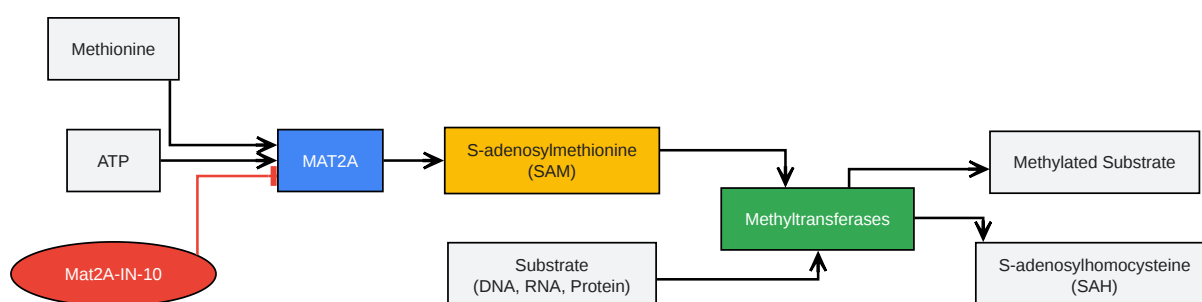 Methionine
ATP
MAT2A
Mat2A-IN-10
S-adenosylmethionine
(SAM)
Substrate
(DNA, RNA, Protein)
Methyltransferases
Methylated Substrate
S-adenosylhomocysteine
(SAH)